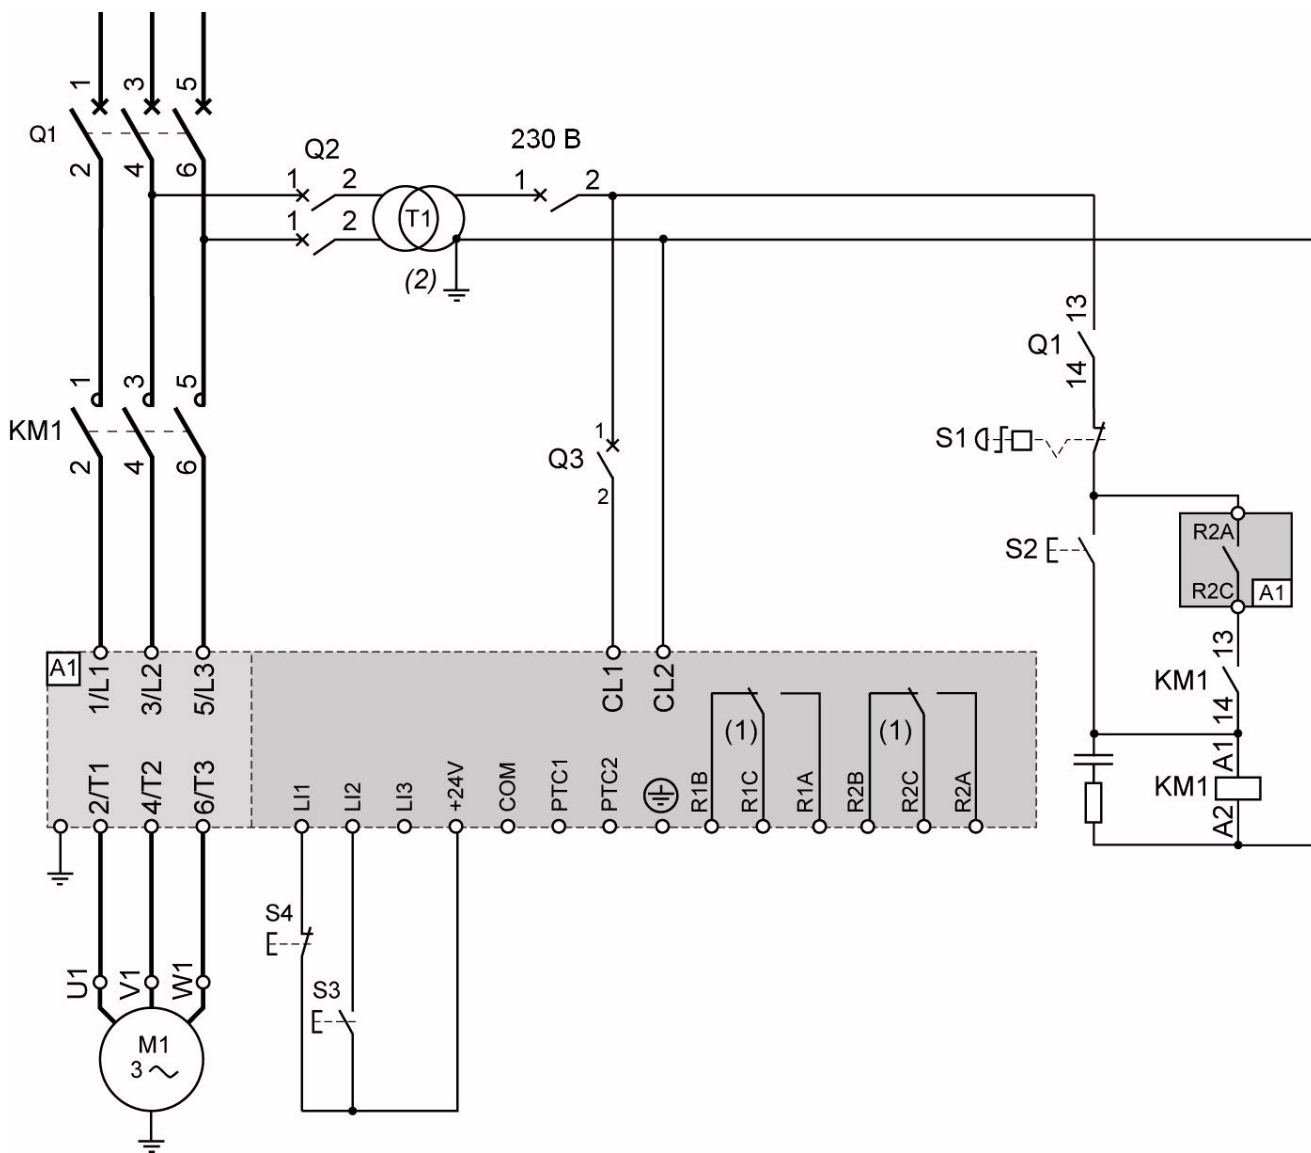 1 3 5
Q1
2 4 6
Q2
1 2
1 2
T1
(2)
230 В
1 2
13
Q1
14
1 3 5
KM1
2 4 6
1
Q3
2
S1
S2
R2A
R2C
A1
13
KM1
14
A1
KM1
A2
A1
1/L1 3/L2 5/L3
CL1 CL2
(1) (1)
2/T1 4/T2 6/T3
LI1 LI2 LI3 +24V COM PTC1 PTC2 R1B R1C R1A R2B R2C R2A
S4
S3
U1 V1 W1
M1
3 ~